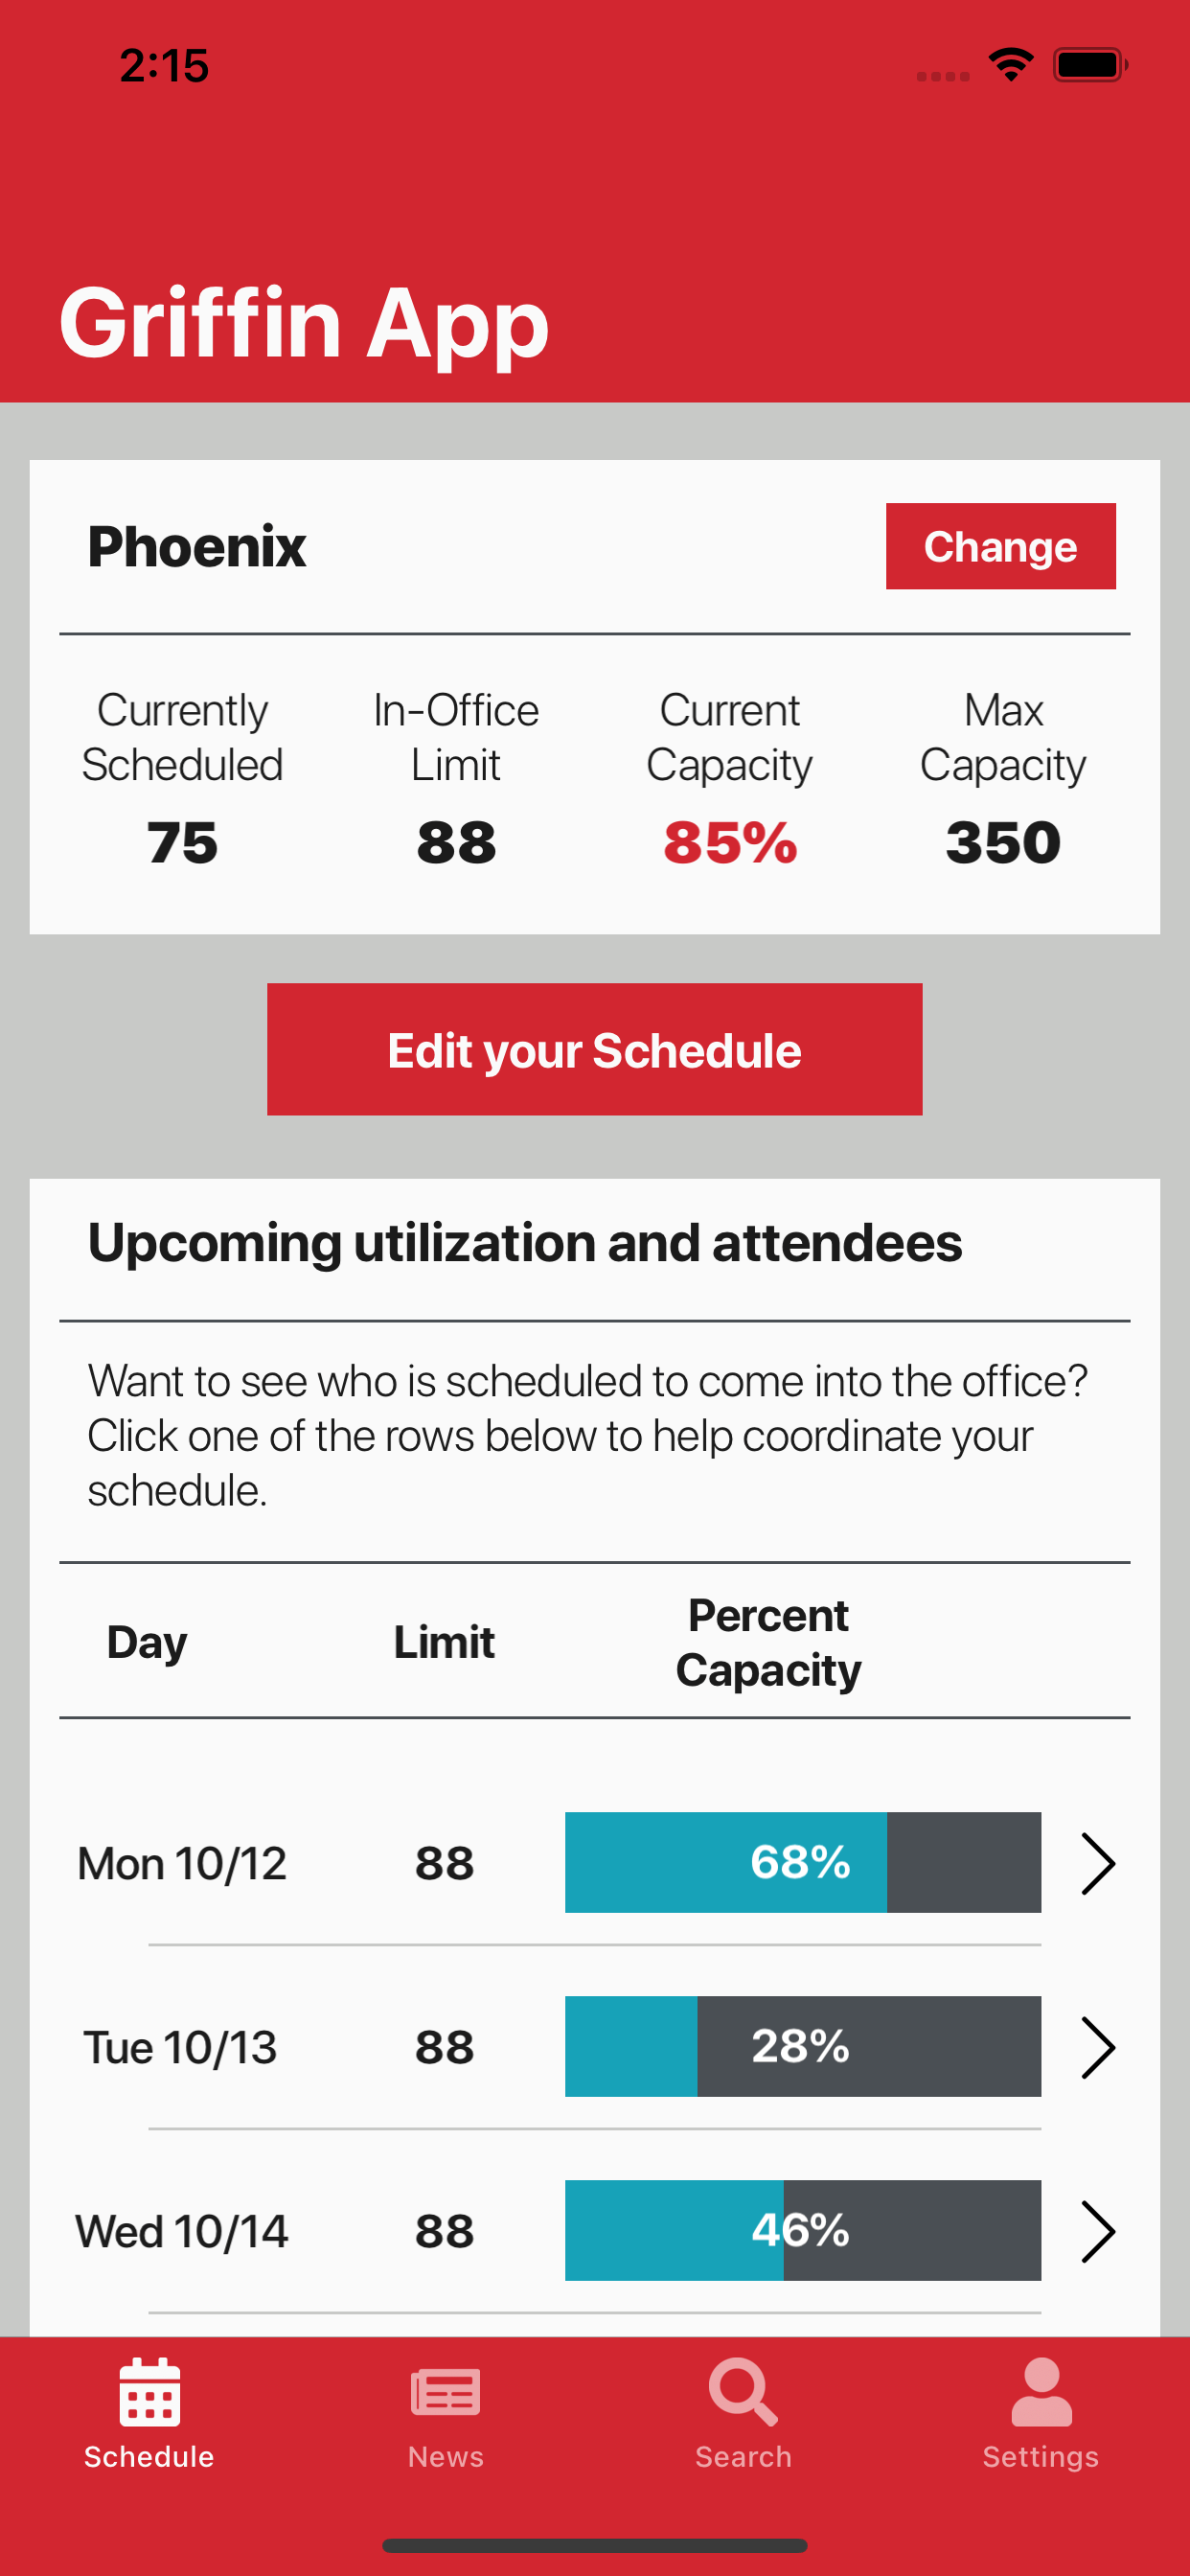 2:15
Griffin App
Phoenix
Change
Currently Scheduled
In-Office Limit
Current Capacity
Max Capacity
75
88
85%
350
Edit your Schedule
Upcoming utilization and attendees
Want to see who is scheduled to come into the office?
Click one of the rows below to help coordinate your
schedule.
Day
Limit
Percent
Capacity
Mon 10/12 88 68%
Tue 10/13 88 28%
Wed 10/14 88 46%
Schedule
News
Search
Settings